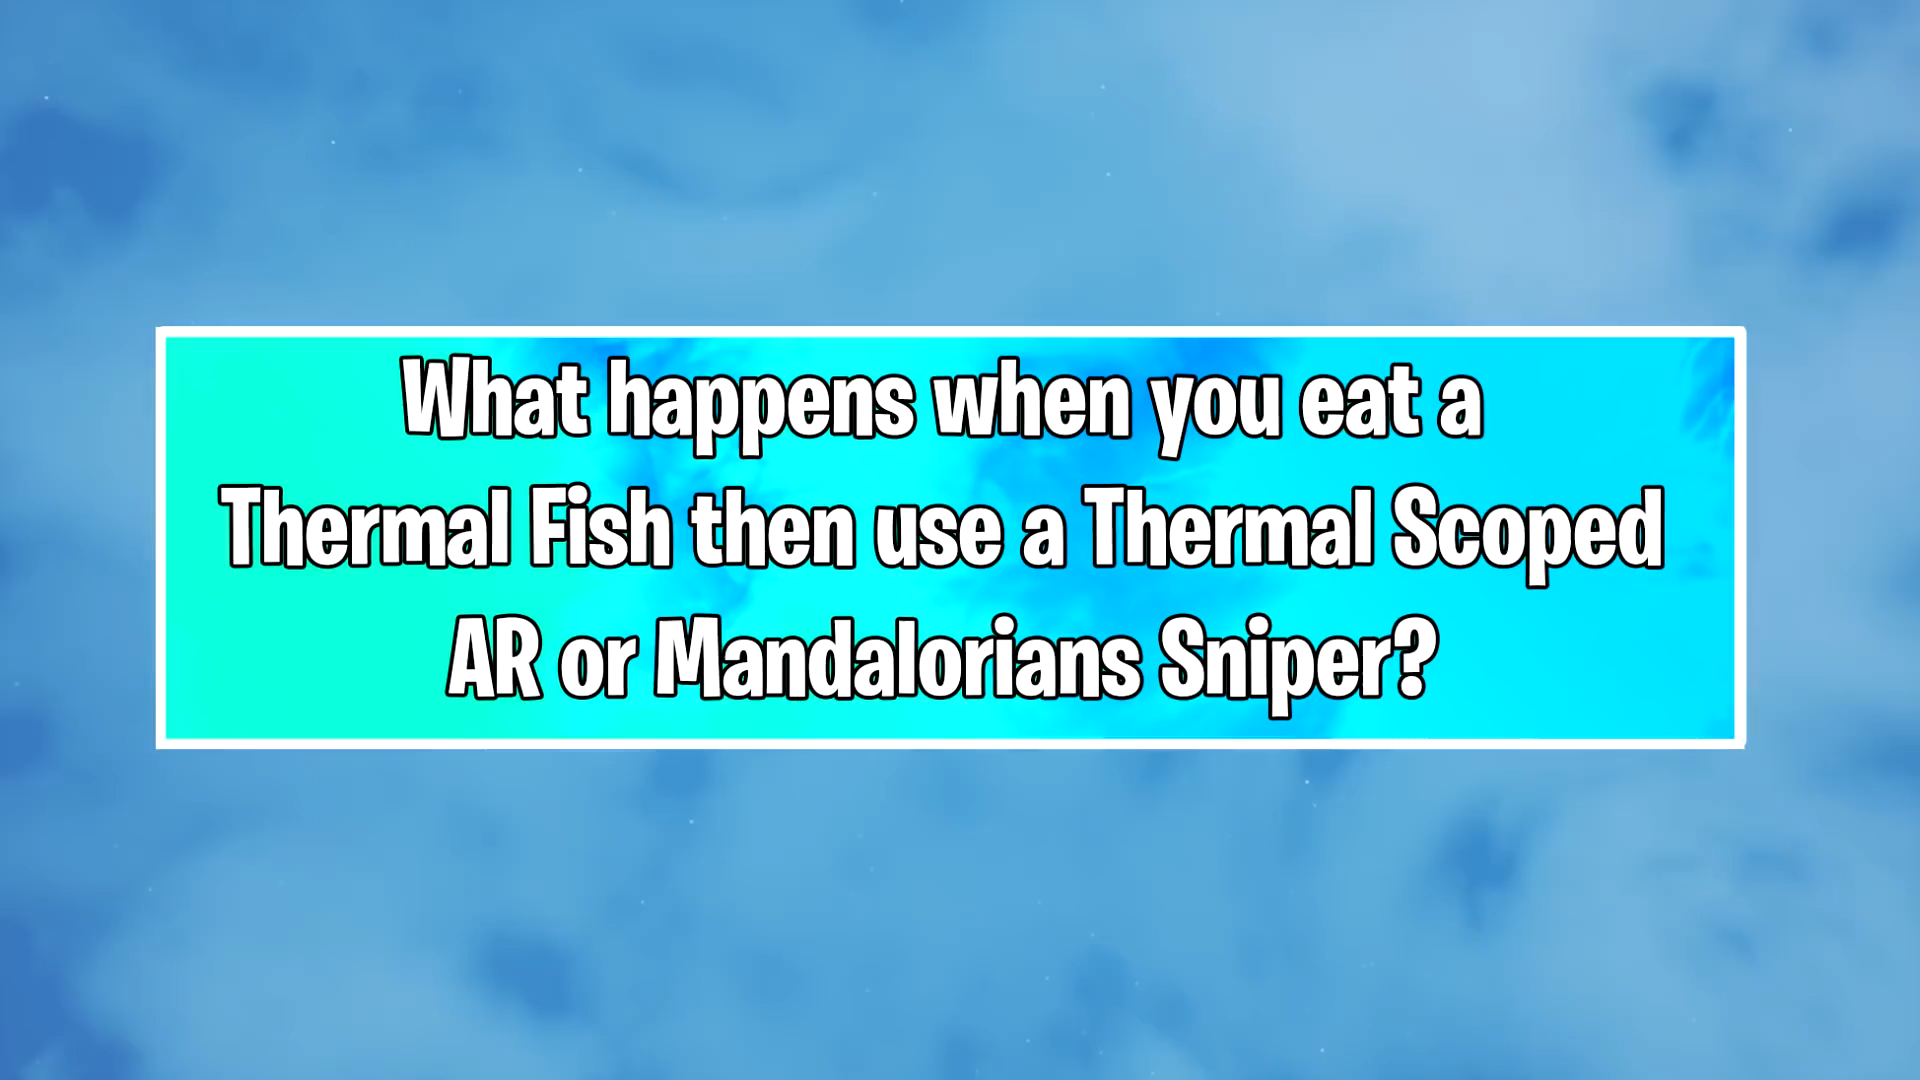 What happens when you eat a
Thermal Fish then use a Thermal Scoped
AR or Mandalorians Sniper?